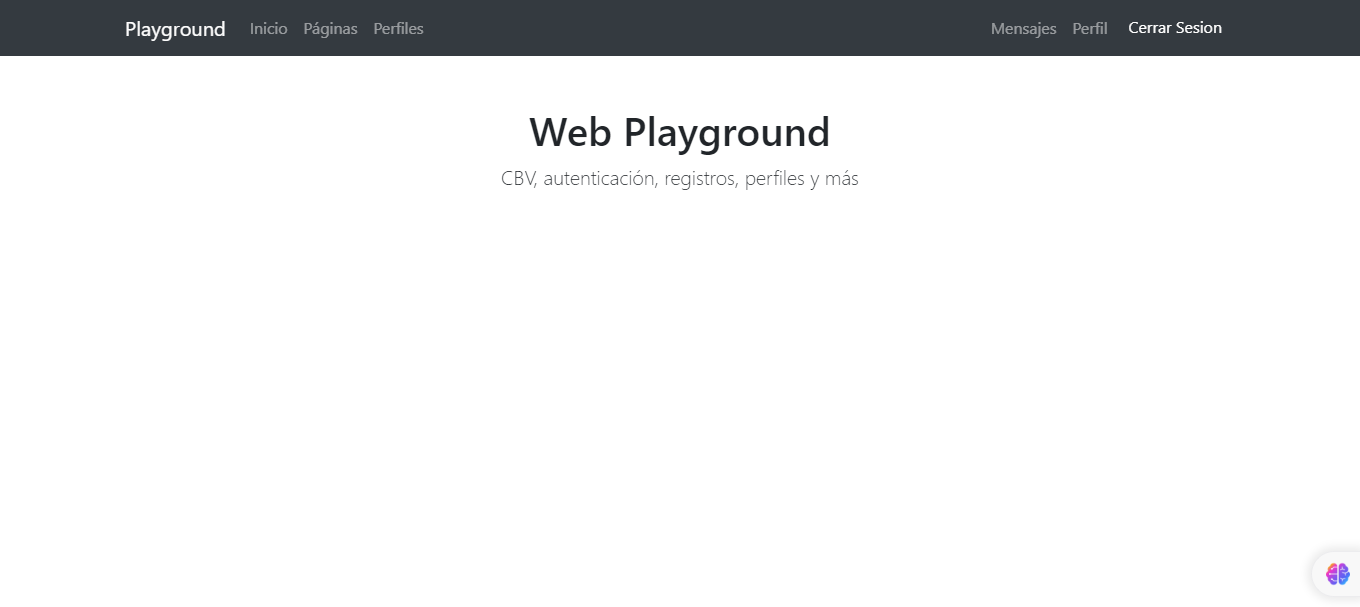 Playground Inicio Páginas Perfiles Mensajes Perfil Cerrar Sesion
Web Playground
CBV, autenticación, registros, perfiles y más